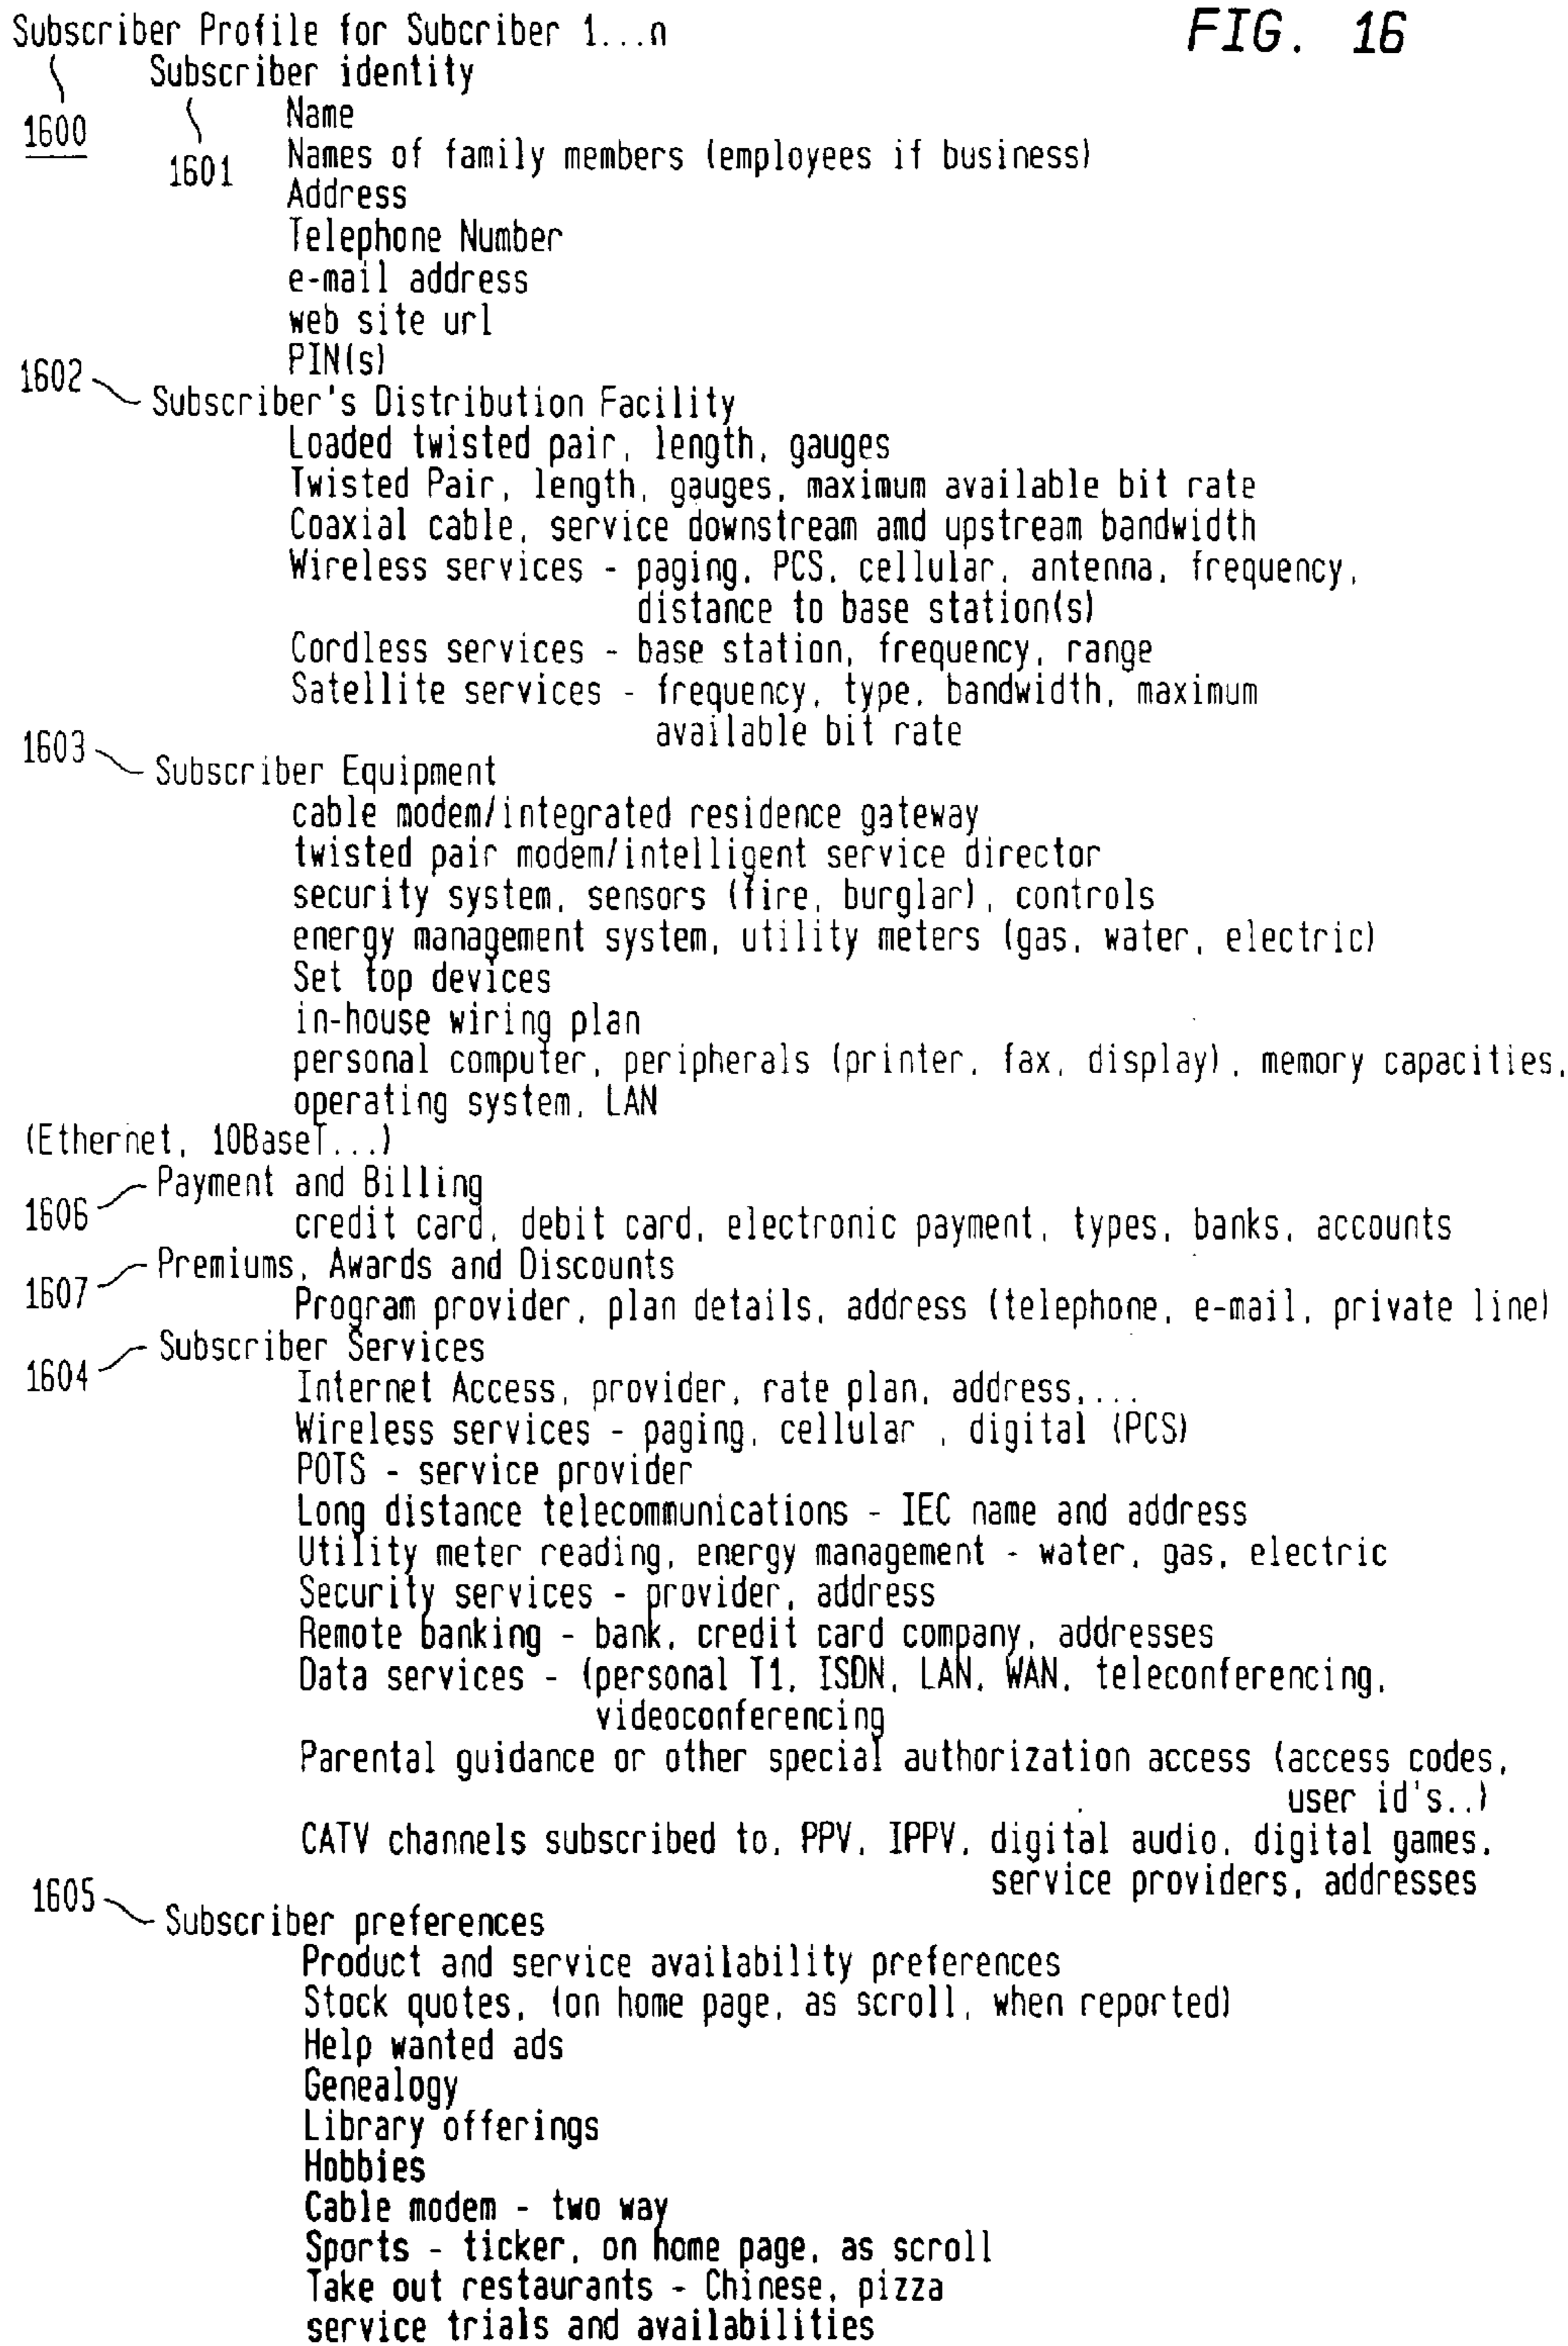 Subscriber Profile for Subcriber 1...n
FIG. 16
Subscriber identity
1600
Name
1601
Names of family members (employees if business)
Address
Telephone Number
e-mail address
web site url
PIN(s)
1602
Subscriber's Distribution Facility
Loaded twisted pair, length, gauges
Twisted Pair, length, gauges, maximum available bit rate
Coaxial cable, service downstream amd upstream bandwidth
Wireless services - paging, PCS, cellular, antenna, frequency,
distance to base station(s)
Cordless services - base station, frequency, range
Satellite services - frequency, type, bandwidth, maximum
available bit rate
1603
Subscriber Equipment
cable modem/integrated residence gateway
twisted pair modem/intelligent service director
security system, sensors (fire, burglar), controls
energy management system, utility meters (gas, water, electric)
Set top devices
in-house wiring plan
personal computer, peripherals (printer, fax, display), memory capacities,
operating system, LAN
(Ethernet, 10BaseT...)
Payment and Billing
1606
credit card, debit card, electronic payment, types, banks, accounts
Premiums, Awards and Discounts
1607
Program provider, plan details, address (telephone, e-mail, private line)
Subscriber Services
1604
Internet Access, provider, rate plan, address,...
Wireless services - paging, cellular , digital (PCS)
POTS - service provider
Long distance telecommunications - IEC name and address
Utility meter reading, energy management - water, gas, electric
Security services - provider, address
Remote banking - bank, credit card company, addresses
Data services - (personal T1, ISDN, LAN, WAN, teleconferencing,
videoconferencing
Parental guidance or other special authorization access (access codes,
user id's..)
CATV channels subscribed to, PPV, IPPV, digital audio, digital games,
service providers, addresses
1605
Subscriber preferences
Product and service availability preferences
Stock quotes, (on home page, as scroll, when reported)
Help wanted ads
Genealogy
Library offerings
Hobbies
Cable modem - two way
Sports - ticker, on home page, as scroll
Take out restaurants - Chinese, pizza
service trials and availabilities